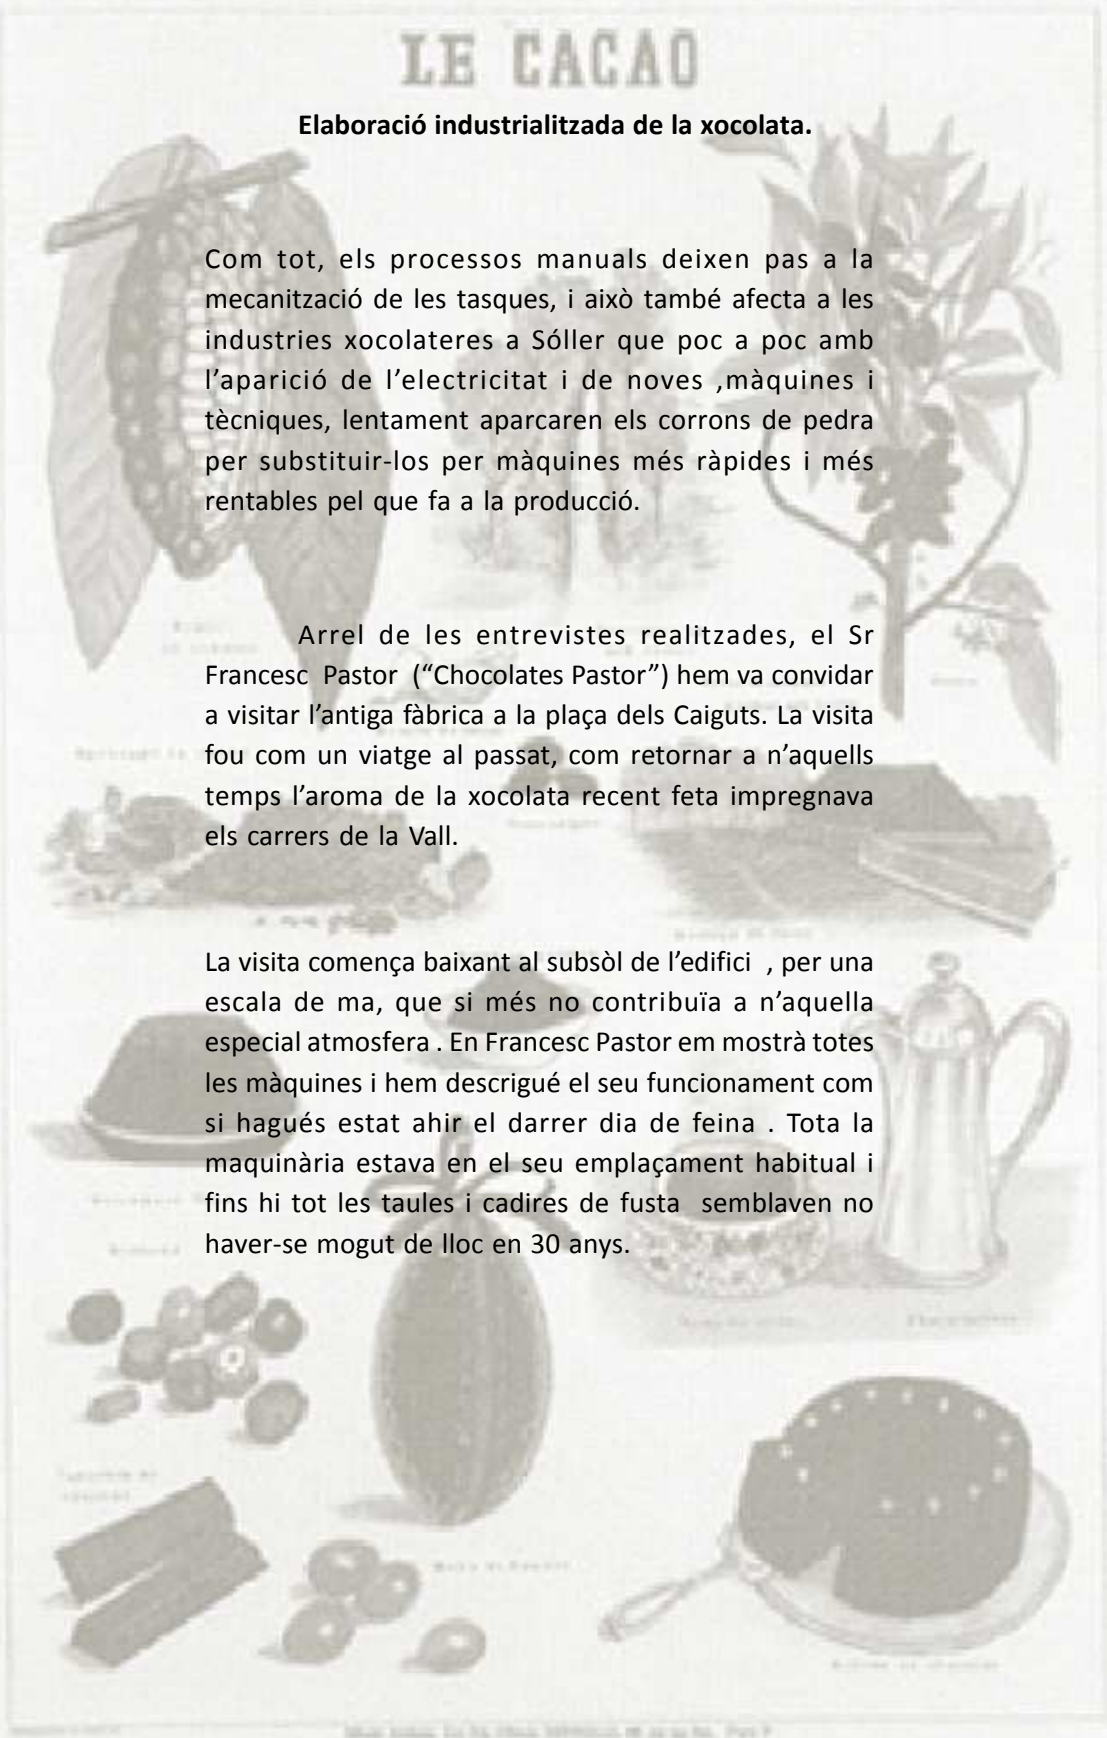 LE CACAO
Elaboració industrialitzada de la xocolata.
Com tot, els processos manuals deixen pas a la
mecanització de les tasques, i això també afecta a les
industries xocolateres a Sóller que poc a poc amb
l’aparició de l’electricitat i de noves ,màquines i
tècniques, lentament aparcaren els corrons de pedra
per substituir-los per màquines més ràpides i més
rentables pel que fa a la producció.
Arrel de les entrevistes realitzades, el Sr
Francesc Pastor (“Chocolates Pastor”) hem va convidar
a visitar l’antiga fàbrica a la plaça dels Caiguts. La visita
fou com un viatge al passat, com retornar a n’aquells
temps l’aroma de la xocolata recent feta impregnava
els carrers de la Vall.
La visita comença baixant al subsòl de l’edifici , per una
escala de ma, que si més no contribuïa a n’aquella
especial atmosfera . En Francesc Pastor em mostrà totes
les màquines i hem descrigué el seu funcionament com
si hagués estat ahir el darrer dia de feina . Tota la
maquinària estava en el seu emplaçament habitual i
fins hi tot les taules i cadires de fusta semblaven no
haver-se mogut de lloc en 30 anys.